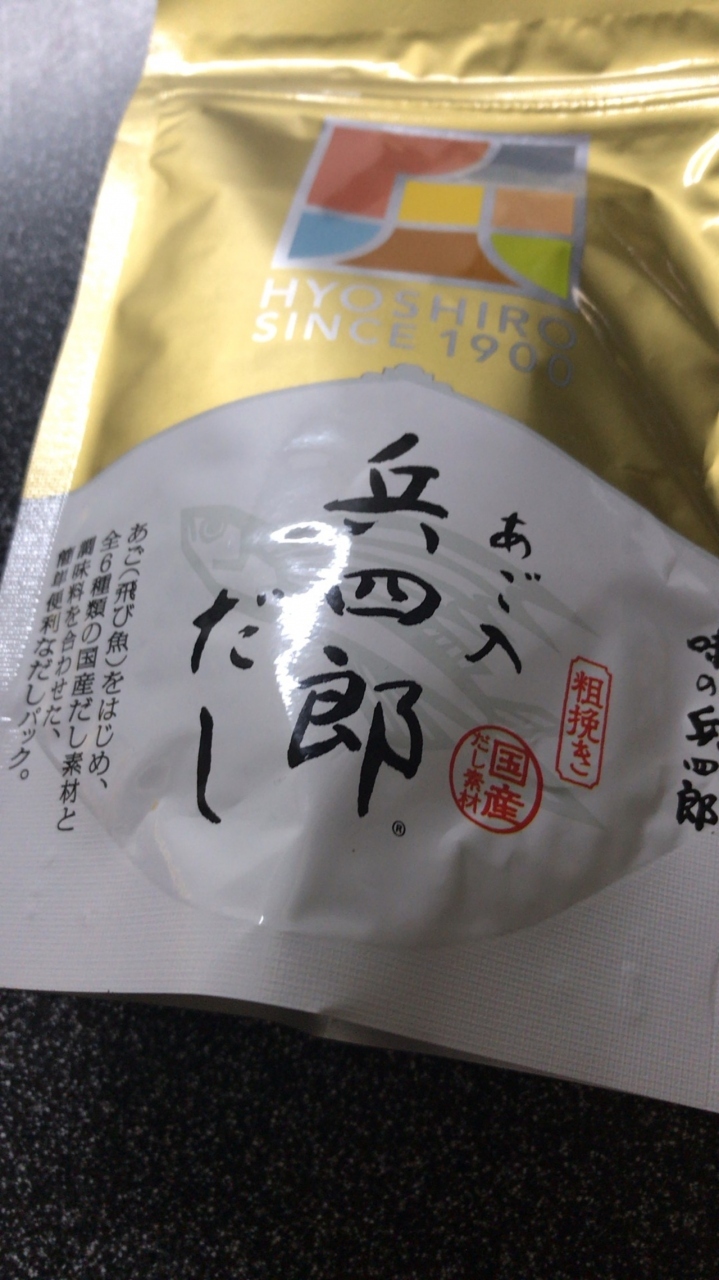 HYOSHIRO
SINCE 1900
あご入
兵四郎
だし
®
粗挽き
国産
だし素材
あご(飛び魚)をはじめ、
全6種類の国産だし素材と
調味料を合わせた、
簡単便利なだしパック。
味の兵四郎